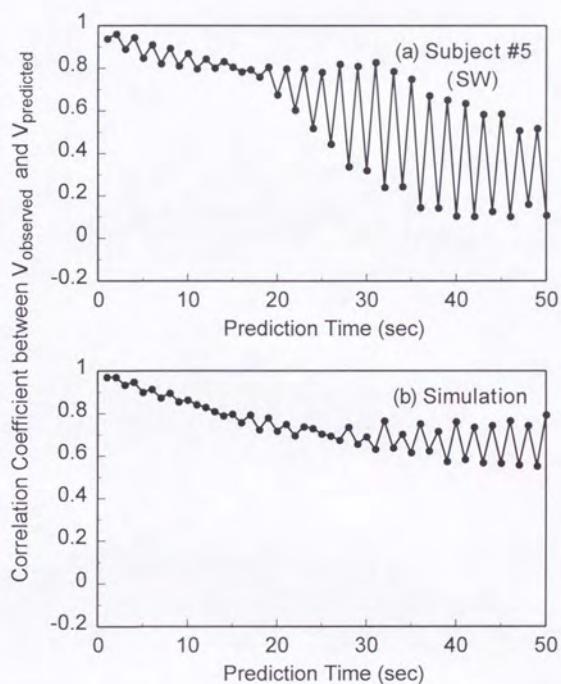 Correlation Coefficient between Vobserved and Vpredicted
1
0.8
0.6
0.4
0.2
0
-0.2
(a) Subject #5
(SW)
0 10 20 30 40 50
Prediction Time (sec)
1
0.8
0.6
0.4
0.2
0
-0.2
(b) Simulation
0 10 20 30 40 50
Prediction Time (sec)